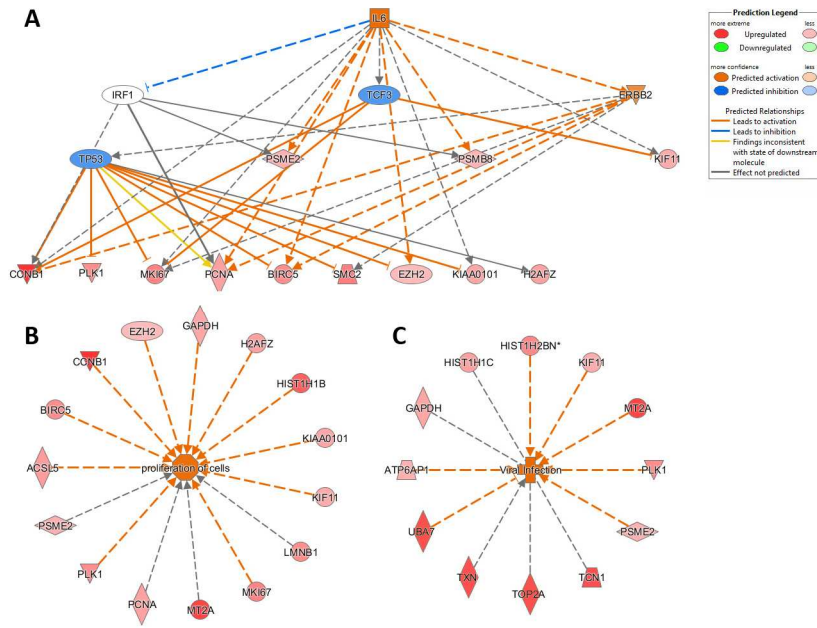 A
IL6
Prediction Legend
more extreme less
Upregulated
Downregulated
more confidence less
Predicted activation
Predicted inhibition
Predicted Relationships
Leads to activation
Leads to inhibition
Findings inconsistent
with state of downstream
molecule
Effect not predicted
IRF1
TCF3
ERBB2
TP53
PSME2
PSMB8
KIF11
CCNB1
PLK1
MKI67
PCNA
BIRC5
SMC2
EZH2
KIAA0101
H2AFZ
B
GAPDH
EZH2
H2AFZ
CCNB1
HIST1H1B
BIRC5
KIAA0101
ACSL5
proliferation of cells
KIF11
PSME2
LMNB1
PLK1
MKI67
PCNA
MT2A
C
HIST1H2BN*
HIST1H1C
KIF11
GAPDH
MT2A
ATP6AP1
Viral Infection
PLK1
UBA7
PSME2
TXN
TCN1
TOP2A